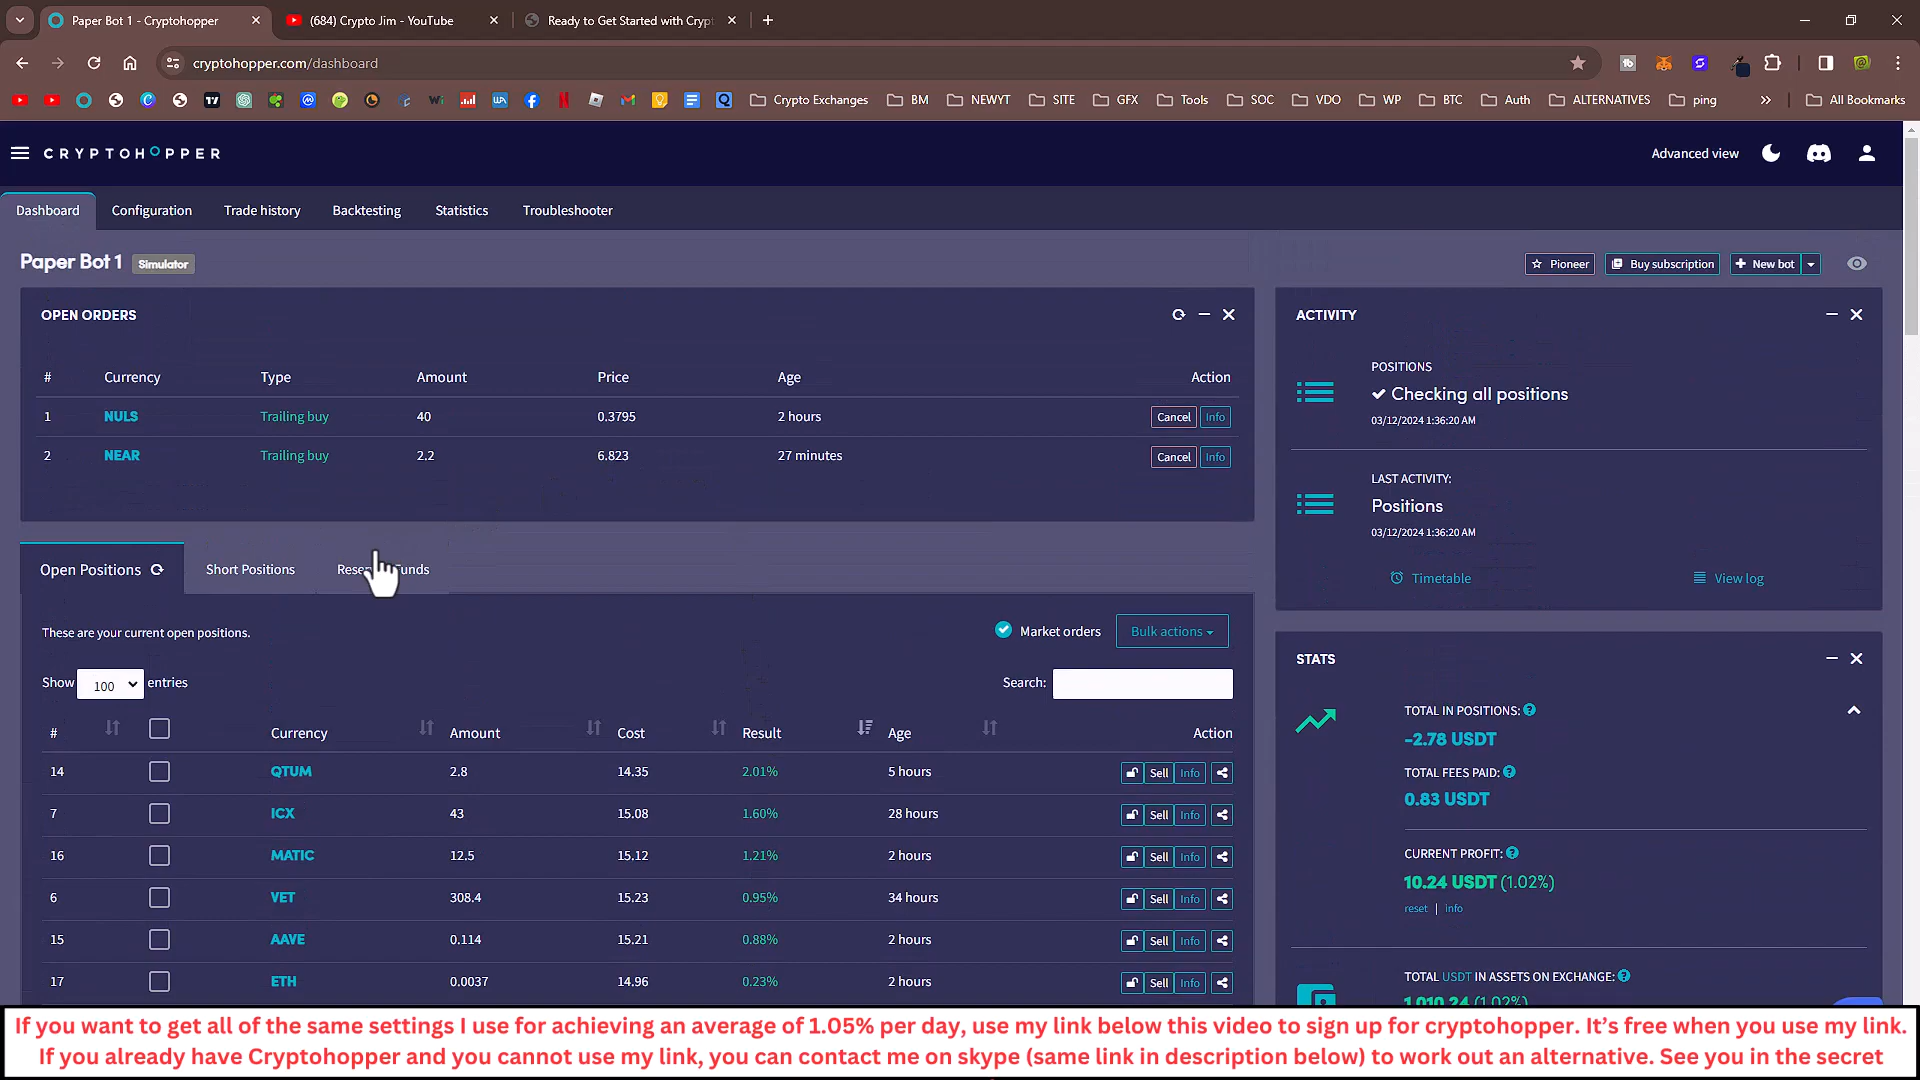 Paper Bot 1 - Cryptohopper
(684) Crypto Jim - YouTube
Ready to Get Started with Crypt
cryptohopper.com/dashboard
Crypto Exchanges BM NEWYT SITE GFX Tools SOC VDO WP BTC Auth ALTERNATIVES ping All Bookmarks
CRYPTOHOPPER
Advanced view
Dashboard Configuration Trade history Backtesting Statistics Troubleshooter
Paper Bot 1 Simulator
Pioneer Buy subscription New bot
OPEN ORDERS
# Currency Type Amount Price Age Action
1 NULS Trailing buy 40 0.3795 2 hours Cancel Info
2 NEAR Trailing buy 2.2 6.823 27 minutes Cancel Info
ACTIVITY
POSITIONS
Checking all positions
03/12/2024 1:36:20 AM
LAST ACTIVITY:
Positions
03/12/2024 1:36:20 AM
Timetable View log
Open Positions Short Positions
These are your current open positions.
Market orders Bulk actions
Show 100 entries
Search:
# Currency Amount Cost Result Age Action
14 QTUM 2.8 14.35 2.01% 5 hours Sell Info
7 ICX 43 15.08 1.60% 28 hours Sell Info
16 MATIC 12.5 15.12 1.21% 2 hours Sell Info
6 VET 308.4 15.23 0.95% 34 hours Sell Info
15 AAVE 0.114 15.21 0.88% 2 hours Sell Info
17 ETH 0.0037 14.96 0.23% 2 hours Sell Info
STATS
TOTAL IN POSITIONS:
-2.78 USDT
TOTAL FEES PAID:
0.83 USDT
CURRENT PROFIT:
10.24 USDT (1.02%)
reset | info
TOTAL USDT IN ASSETS ON EXCHANGE:
1,010.24 (1.02%)
If you want to get all of the same settings I use for achieving an average of 1.05% per day, use my link below this video to sign up for cryptohopper. It's free when you use my link.
If you already have Cryptohopper and you cannot use my link, you can contact me on skype (same link in description below) to work out an alternative. See you in the secret